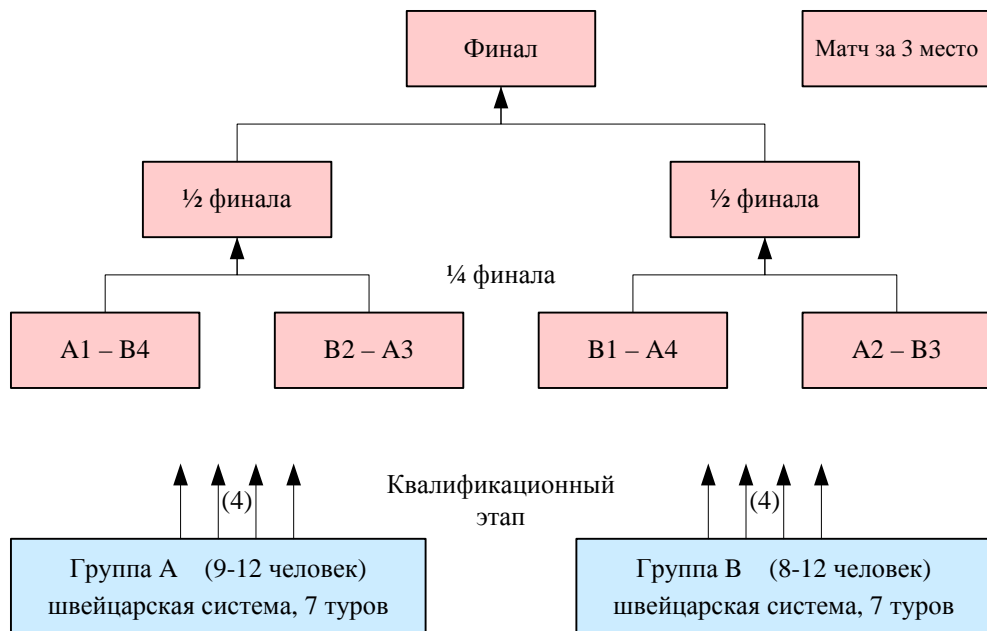 Финал
Матч за 3 место
½ финала
½ финала
¼ финала
A1 – B4
B2 – A3
B1 – A4
A2 – B3
Квалификационный
этап
(4)
(4)
Группа A (9-12 человек)
швейцарская система, 7 туров
Группа B (8-12 человек)
швейцарская система, 7 туров